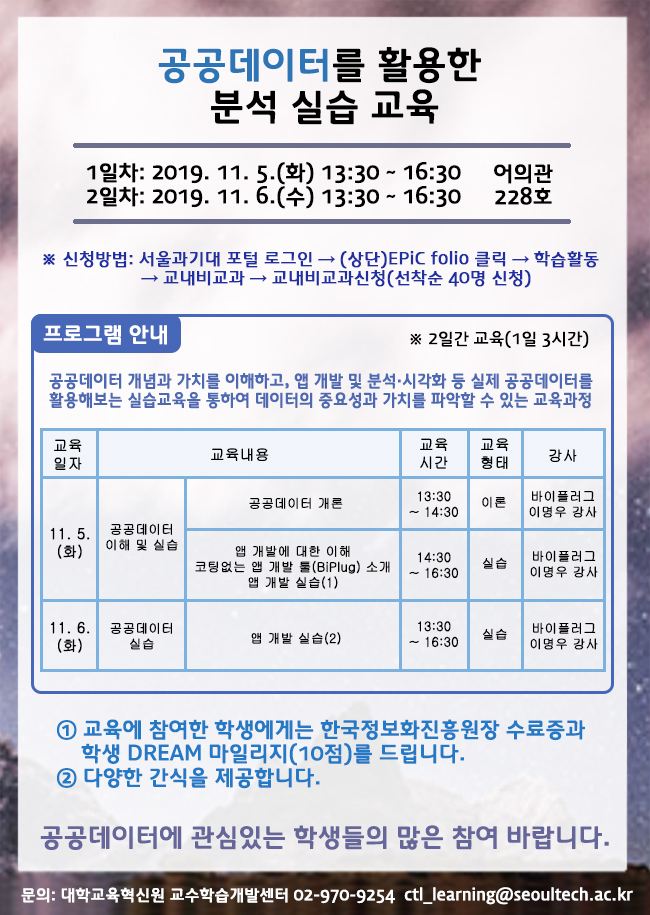 공공데이터를 활용한
분석 실습 교육
1일차: 2019. 11. 5.(화) 13:30 ~ 16:30 어의관
2일차: 2019. 11. 6.(수) 13:30 ~ 16:30 228호
※ 신청방법: 서울과기대 포털 로그인 → (상단)EPiC folio 클릭 → 학습활동
→ 교내비교과 → 교내비교과신청(선착순 40명 신청)
프로그램 안내
※ 2일간 교육(1일 3시간)
공공데이터 개념과 가치를 이해하고, 앱 개발 및 분석·시각화 등 실제 공공데이터를
활용해보는 실습교육을 통하여 데이터의 중요성과 가치를 파악할 수 있는 교육과정
교육 일자 교육내용 교육 시간 교육 형태 강사
11. 5. (화) 공공데이터 이해 및 실습
공공데이터 개론 13:30 ~ 14:30 이론 바이플러그 이명우 강사
앱 개발에 대한 이해
코팅없는 앱 개발 툴(BiPlug) 소개
앱 개발 실습(1)
14:30 ~ 16:30 실습 바이플러그 이명우 강사
11. 6. (화) 공공데이터 실습 앱 개발 실습(2) 13:30 ~ 16:30 실습 바이플러그 이명우 강사
① 교육에 참여한 학생에게는 한국정보화진흥원장 수료증과
학생 DREAM 마일리지(10점)를 드립니다.
② 다양한 간식을 제공합니다.
공공데이터에 관심있는 학생들의 많은 참여 바랍니다.
문의: 대학교육혁신원 교수학습개발센터 02-970-9254 ctl_learning@seoultech.ac.kr